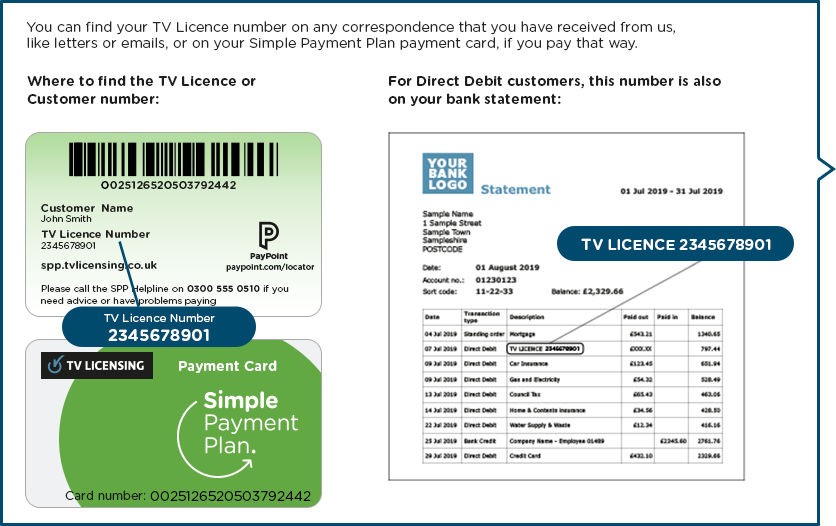 You can find your TV Licence number on any correspondence that you have received from us,
like letters or emails, or on your Simple Payment Plan payment card, if you pay that way.
Where to find the TV Licence or
Customer number:
0025126520503792442
Customer Name
John Smith
TV Licence Number
2345678901
spp.tvlicensing.co.uk
PayPoint
paypoint.com/locator
Please call the SPP Helpline on 0300 555 0510 if you
need advice or have problems paying
TV Licence Number
2345678901
TV LICENSING
Payment Card
Simple
Payment
Plan.
Card number: 0025126520503792442
For Direct Debit customers, this number is also
on your bank statement:
YOUR
BANK
LOGO
Statement
01 Jul 2019 - 31 Jul 2019
Sample Name
1 Sample Street
Sample Town
Sampleshire
POSTCODE
TV LICENCE 2345678901
Date: 01 August 2019
Account no.: 01230123
Sort code: 11-22-33 Balance: £2,329.66
Date Transaction type Description Paid out Paid in Balance
04 Jul 2019 Standing order Mortgage £543.21 1340.65
07 Jul 2019 Direct Debit TV LICENCE 2345678901 £XXX.XX 797.44
09 Jul 2019 Direct Debit Car Insurance £123.45 651.94
09 Jul 2019 Direct Debit Gas and Electricity £54.32 528.49
13 Jul 2019 Direct Debit Council Tax £65.43 463.06
14 Jul 2019 Direct Debit Home & Contents insurance £34.56 428.50
22 Jul 2019 Direct Debit Water Supply & Waste £12.34 416.16
25 Jul 2019 Bank Credit Company Name - Employee 01489 £2345.60 2761.76
29 Jul 2019 Direct Debit Credit Card £432.10 2329.66